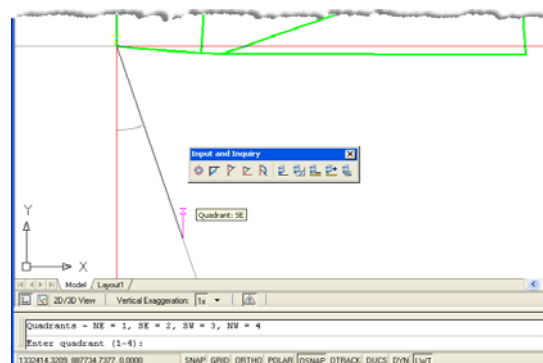 Input and Inquiry
Quadrant: SE
Y
X
Model / Layout1
2D/3D View Vertical Exaggeration: 1x
Quadrants - NE = 1, SE = 2, SW = 3, NW = 4
Enter quadrant (1-4):
1332414.3209, 887734.7377, 0.0000 SNAP GRID ORTHO POLAR OSNAP OTRACK DUCS DYN LWT